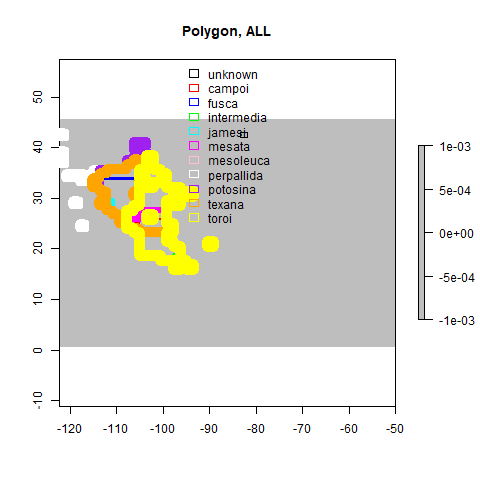 Polygon, ALL
unknown
campoi
fusca
intermedia
jamesi
mesata
mesoleuca
perpallida
potosina
texana
toroi
50
40
30
20
10
0
-10
-120
-110
-100
-90
-80
-70
-60
-50
1e-03
5e-04
0e+00
-5e-04
-1e-03